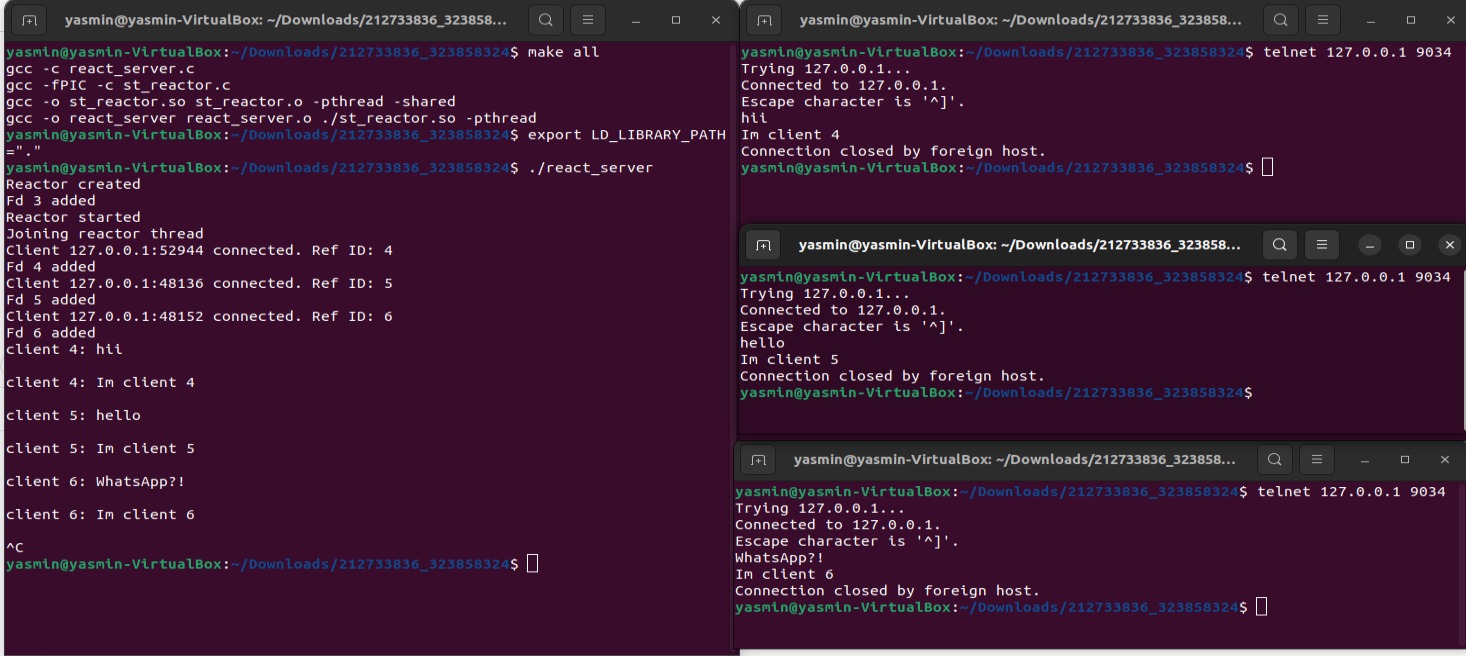 yasmin@yasmin-VirtualBox: ~/Downloads/212733836_323858...
yasmin@yasmin-VirtualBox:~/Downloads/212733836_323858324$ make all
gcc -c react_server.c
gcc -fPIC -c st_reactor.c
gcc -o st_reactor.so st_reactor.o -pthread -shared
gcc -o react_server react_server.o ./st_reactor.so -pthread
yasmin@yasmin-VirtualBox:~/Downloads/212733836_323858324$ export LD_LIBRARY_PATH
="."
yasmin@yasmin-VirtualBox:~/Downloads/212733836_323858324$ ./react_server
Reactor created
Fd 3 added
Reactor started
Joining reactor thread
Client 127.0.0.1:52944 connected. Ref ID: 4
Fd 4 added
Client 127.0.0.1:48136 connected. Ref ID: 5
Fd 5 added
Client 127.0.0.1:48152 connected. Ref ID: 6
Fd 6 added
client 4: hii
client 4: Im client 4
client 5: hello
client 5: Im client 5
client 6: WhatsApp?!
client 6: Im client 6
^C
yasmin@yasmin-VirtualBox:~/Downloads/212733836_323858324$
yasmin@yasmin-VirtualBox: ~/Downloads/212733836_323858...
yasmin@yasmin-VirtualBox:~/Downloads/212733836_323858324$ telnet 127.0.0.1 9034
Trying 127.0.0.1...
Connected to 127.0.0.1.
Escape character is '^]'.
hii
Im client 4
Connection closed by foreign host.
yasmin@yasmin-VirtualBox:~/Downloads/212733836_323858324$
yasmin@yasmin-VirtualBox: ~/Downloads/212733836_323858...
yasmin@yasmin-VirtualBox:~/Downloads/212733836_323858324$ telnet 127.0.0.1 9034
Trying 127.0.0.1...
Connected to 127.0.0.1.
Escape character is '^]'.
hello
Im client 5
Connection closed by foreign host.
yasmin@yasmin-VirtualBox:~/Downloads/212733836_323858324$
yasmin@yasmin-VirtualBox: ~/Downloads/212733836_323858...
yasmin@yasmin-VirtualBox:~/Downloads/212733836_323858324$ telnet 127.0.0.1 9034
Trying 127.0.0.1...
Connected to 127.0.0.1.
Escape character is '^]'.
WhatsApp?!
Im client 6
Connection closed by foreign host.
yasmin@yasmin-VirtualBox:~/Downloads/212733836_323858324$